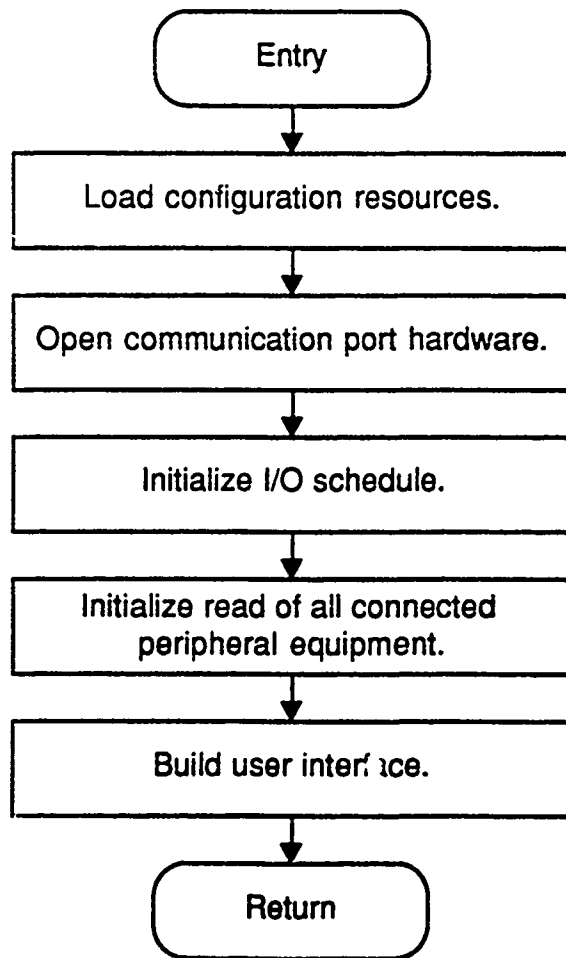 Entry
Load configuration resources.
Open communication port hardware.
Initialize I/O schedule.
Initialize read of all connected
peripheral equipment.
Build user interface.
Return